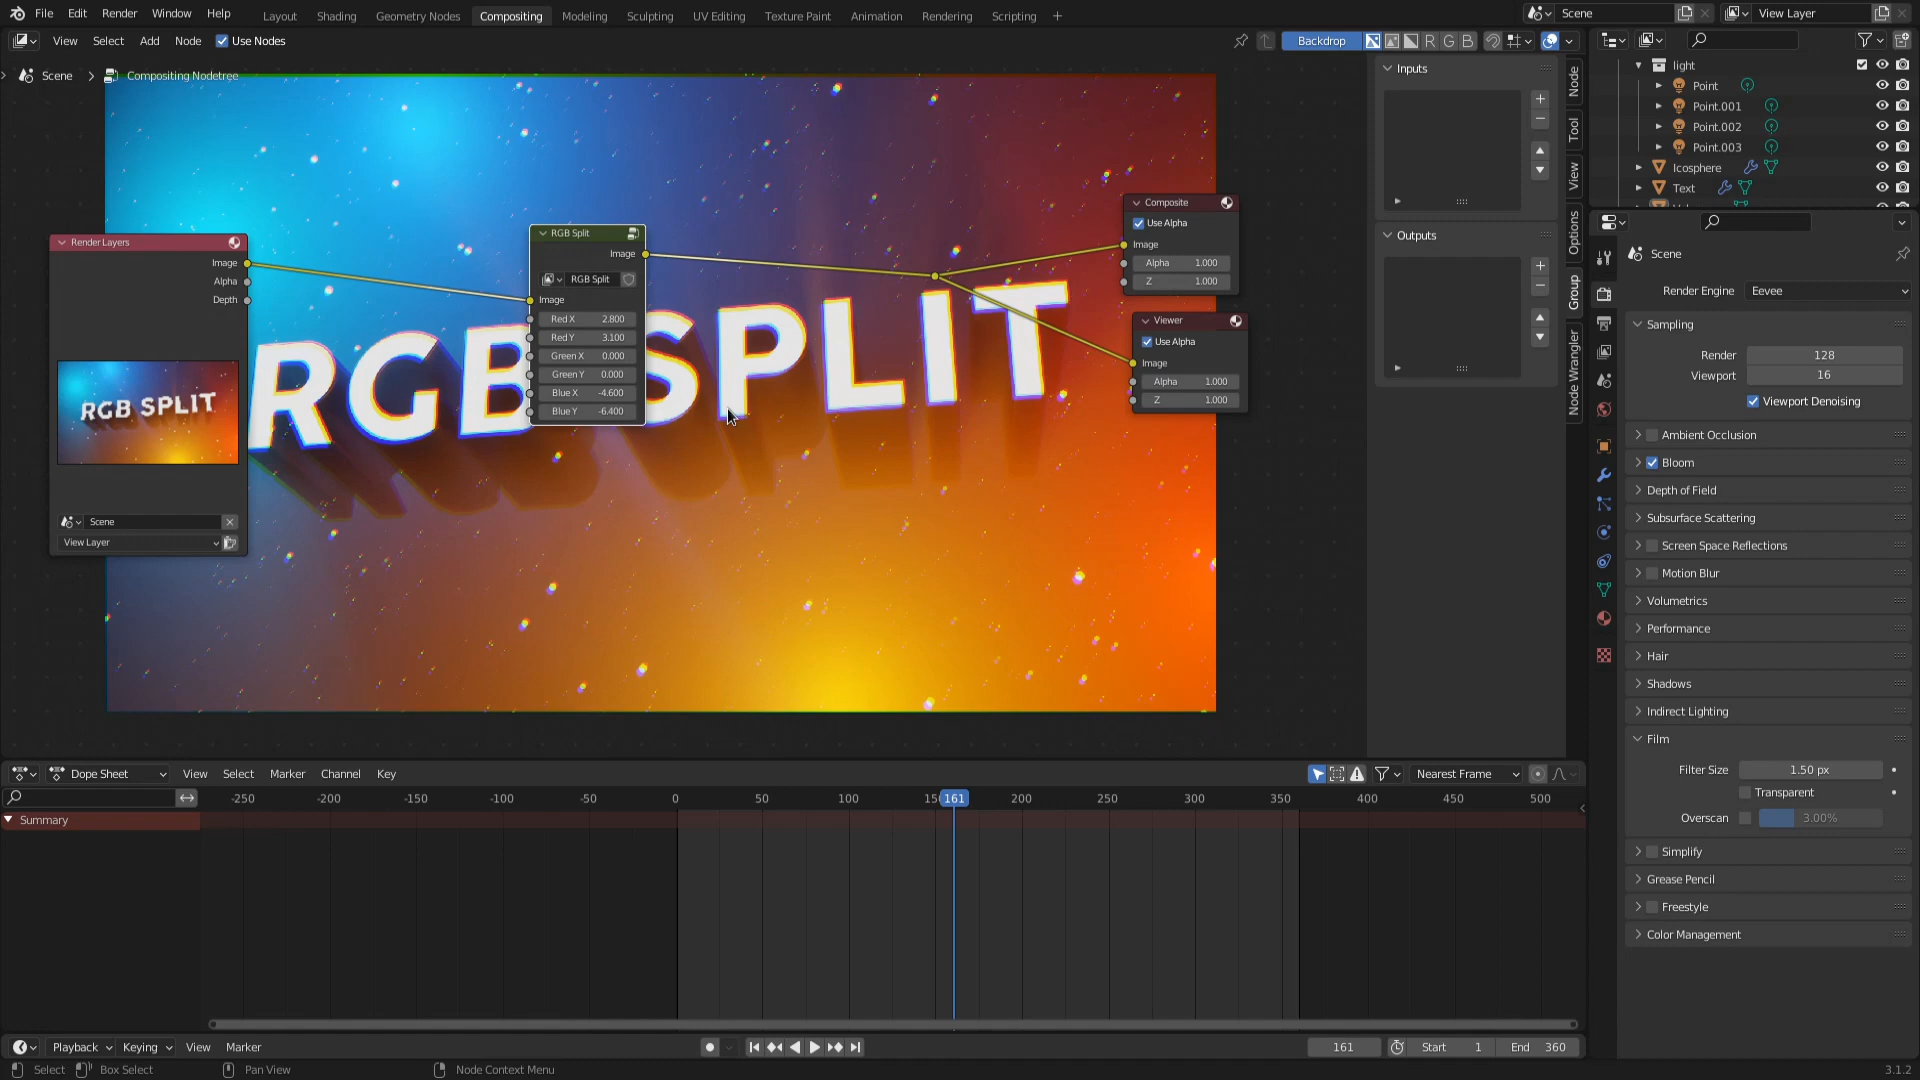 File Edit Render Window Help Layout Shading Geometry Nodes Compositing Modeling Sculpting UV Editing Texture Paint Animation Rendering Scripting + Scene View Layer
View Select Add Node Use Nodes Backdrop R G B
Scene > Compositing Nodetree
Inputs
Outputs
Node
Tool
View
Options
Group
Node Wrangler
light
Point
Point.001
Point.002
Point.003
Icosphere
Text
Render Layers
Image
Alpha
Depth
RGB SPLIT
Scene
View Layer
RGB Split
Image
RGB Split
Image
Red X 2.800
Red Y 3.100
Green X 0.000
Green Y 0.000
Blue X -4.600
Blue Y -6.400
RGB SPLIT
Composite
Use Alpha
Image
Alpha 1.000
Z 1.000
Viewer
Use Alpha
Image
Alpha 1.000
Z 1.000
Scene
Render Engine Eevee
Sampling
Render 128
Viewport 16
Viewport Denoising
Ambient Occlusion
Bloom
Depth of Field
Subsurface Scattering
Screen Space Reflections
Motion Blur
Volumetrics
Performance
Hair
Shadows
Indirect Lighting
Film
Filter Size 1.50 px
Transparent
Overscan 3.00%
Simplify
Grease Pencil
Freestyle
Color Management
Dope Sheet View Select Marker Channel Key Nearest Frame
-250 -200 -150 -100 -50 0 50 100 15 161 200 250 300 350 400 450 500
Summary
Playback Keying View Marker 161 Start 1 End 360
Select Box Select Pan View Node Context Menu 3.1.2